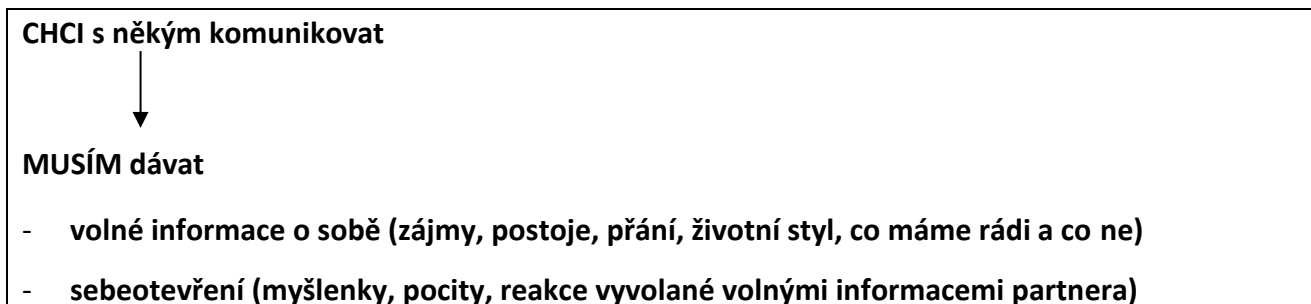 CHCI s někým komunikovat
MUSÍM dávat
- volné informace o sobě (zájmy, postoje, přání, životní styl, co máme rádi a co ne)
- sebeotevření (myšlenky, pocity, reakce vyvolané volnými informacemi partnera)